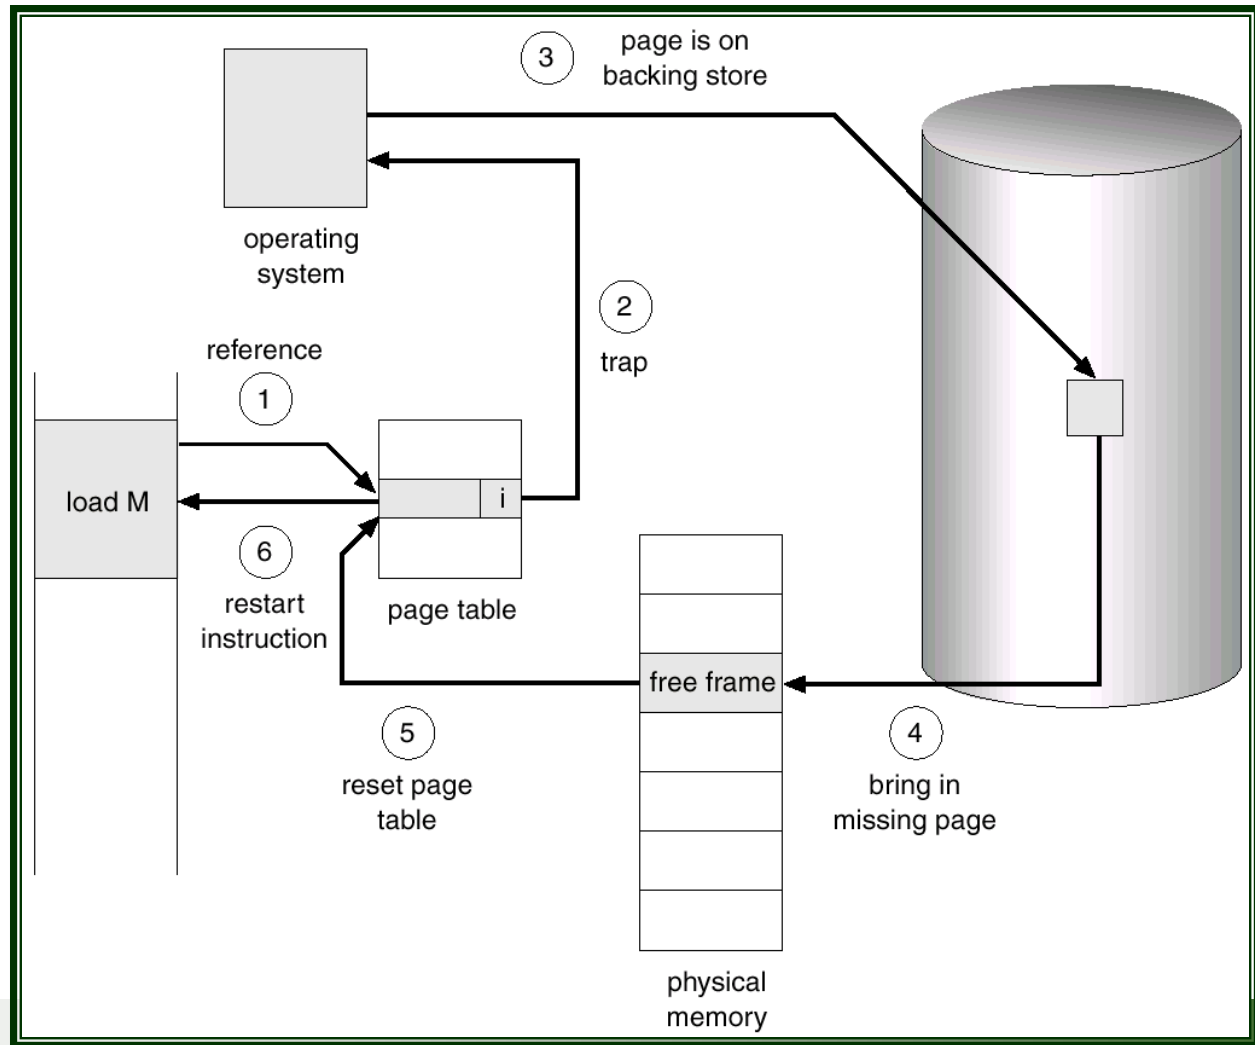 3
page is on
backing store
operating
system
2
trap
reference
1
load M
i
6
restart
instruction
page table
free frame
5
reset page
table
4
bring in
missing page
physical
memory